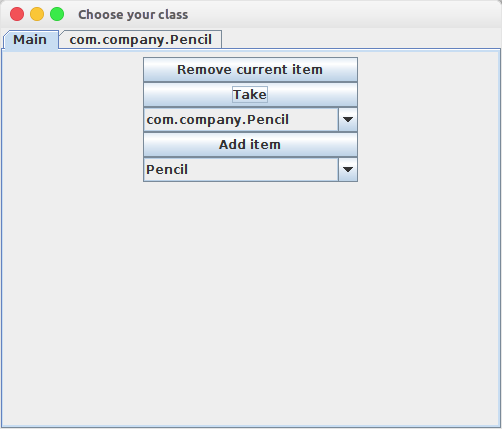 Choose your class
Main com.company.Pencil
Remove current item
Take
com.company.Pencil
Add item
Pencil